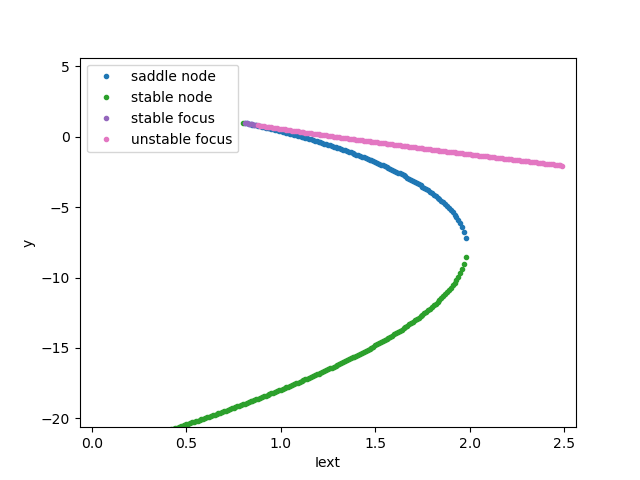 saddle node
stable node
stable focus
unstable focus
5
0
−5
−10
−15
−20
y
0.0
0.5
1.0
1.5
2.0
2.5
Iext